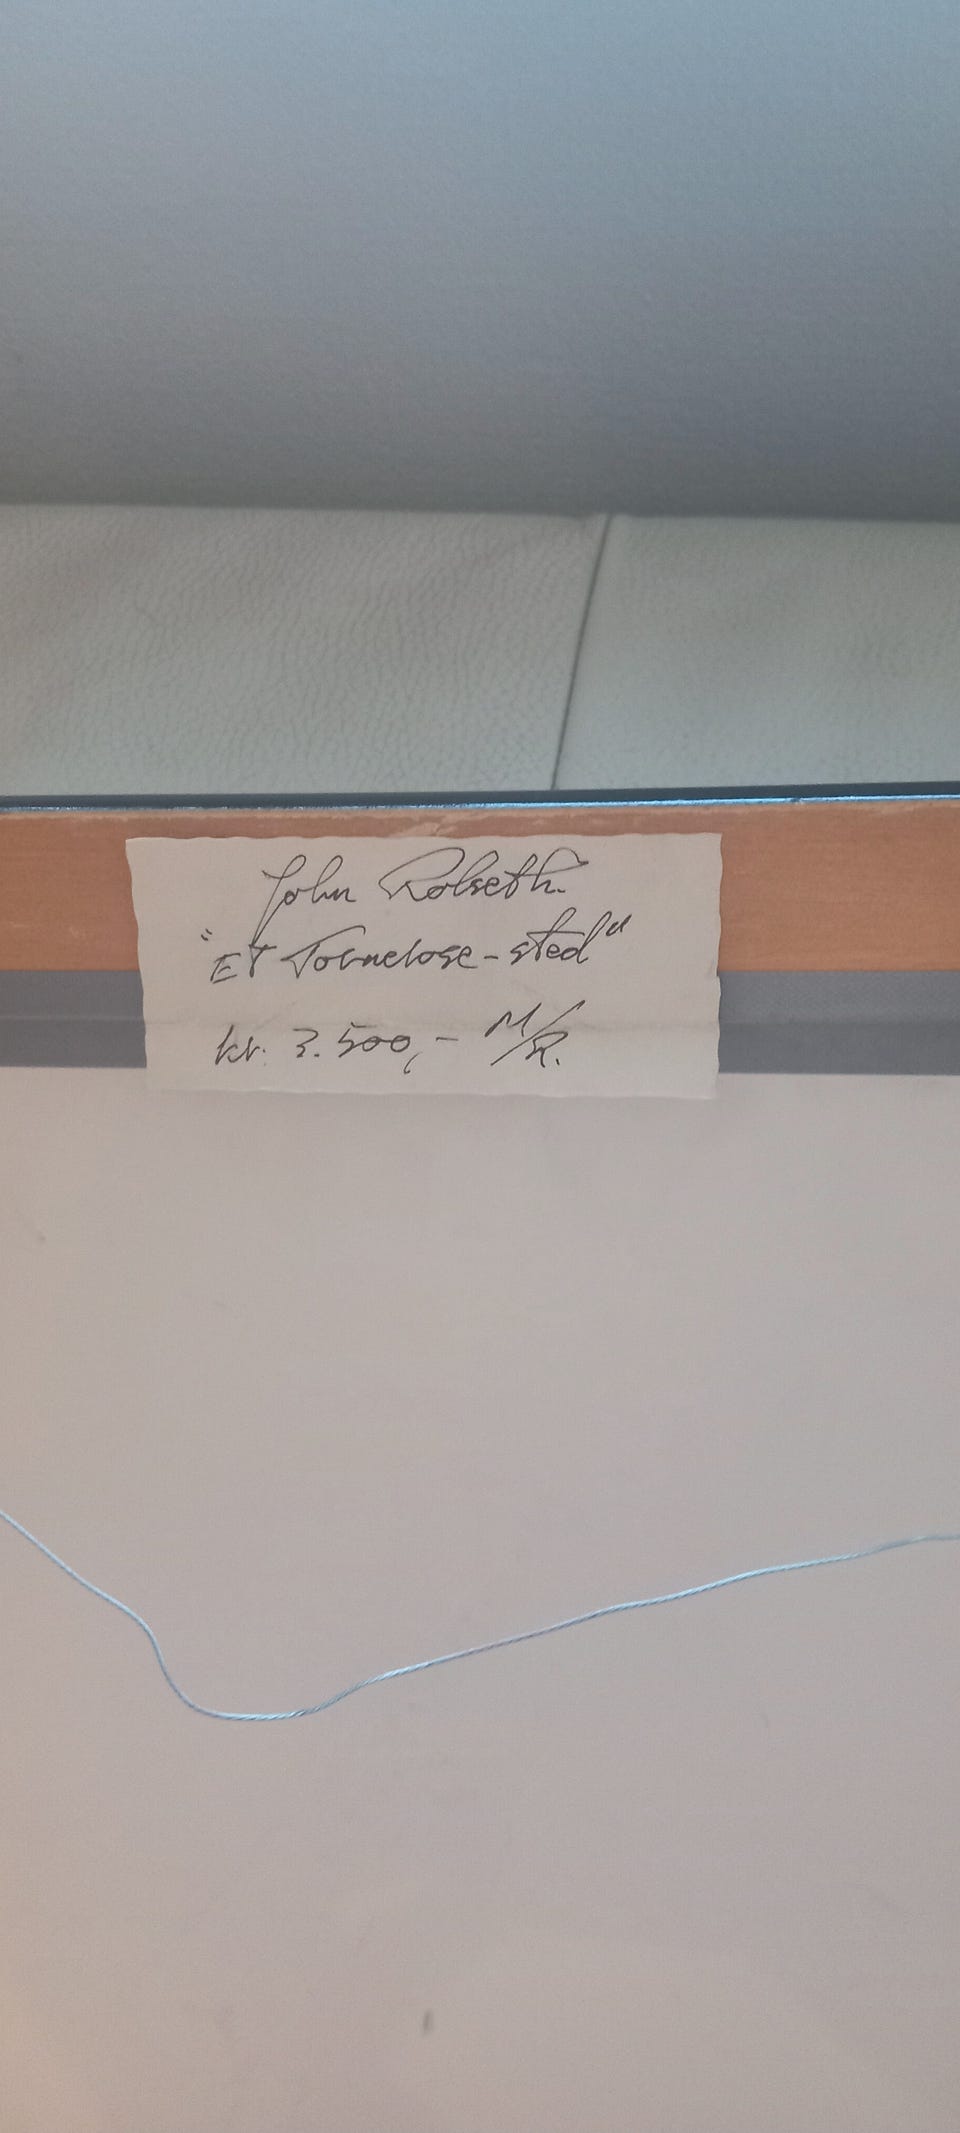 John Rolseth.
"ET Tornerose-sted"
kr. 3.500,- M/R.